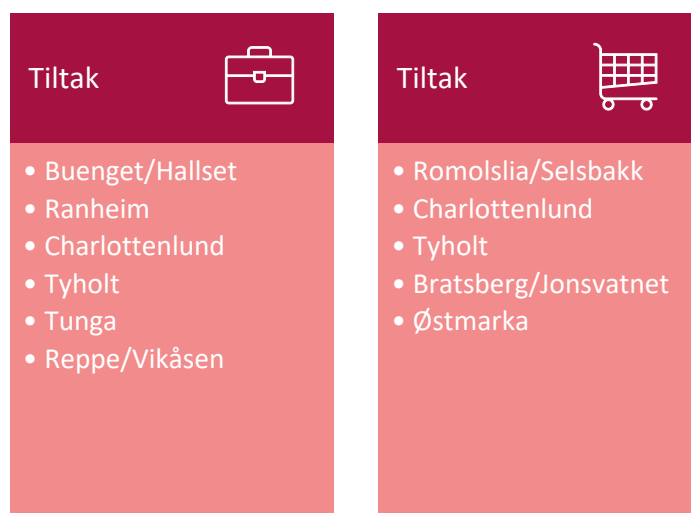 Tiltak
• Buenget/Hallset
• Ranheim
• Charlottenlund
• Tyholt
• Tunga
• Reppe/Vikåsen
Tiltak
• Romolslia/Selsbakk
• Charlottenlund
• Tyholt
• Bratsberg/Jonsvatnet
• Østmarka